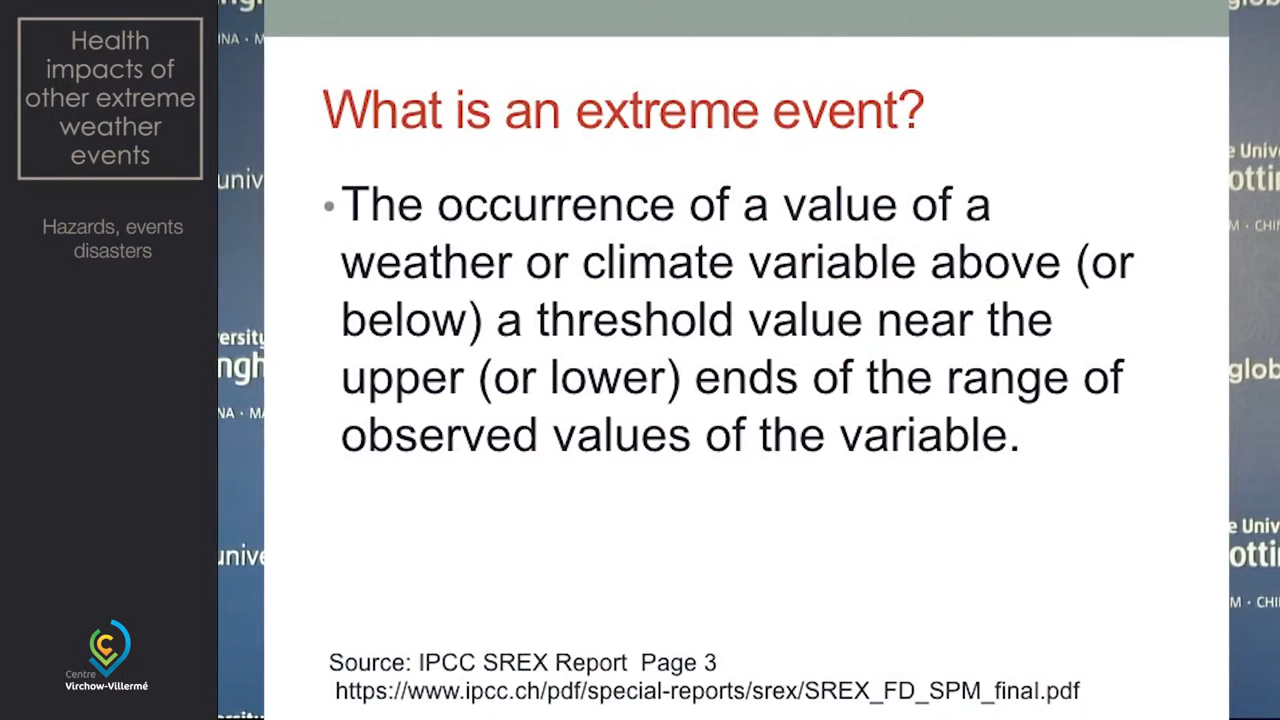 Health
impacts of
other extreme
weather
events
Hazards, events
disasters
Centre
Virchow-Villermé
What is an extreme event?
•The occurrence of a value of a
weather or climate variable above (or
below) a threshold value near the
upper (or lower) ends of the range of
observed values of the variable.
Source: IPCC SREX Report Page 3
https://www.ipcc.ch/pdf/special-reports/srex/SREX_FD_SPM_final.pdf